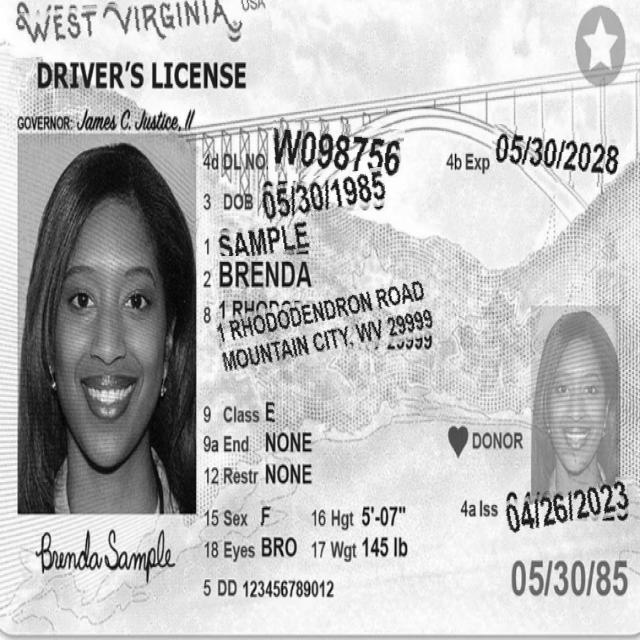 WEST VIRGINIA USA
DRIVER'S LICENSE
GOVERNOR: James C. Justice, II
4d DL NO W098756 4b Exp 05/30/2028
3 DOB 05/30/1985
1 SAMPLE
2 BRENDA
8 1 RHODODENDRON ROAD
MOUNTAIN CITY, WV 29999
9 Class E
9a End NONE
DONOR
12 Restr NONE
15 Sex F 16 Hgt 5'-07"
4a Iss 04/26/2023
18 Eyes BRO 17 Wgt 145 lb
Brenda Sample
5 DD 123456789012
05/30/85